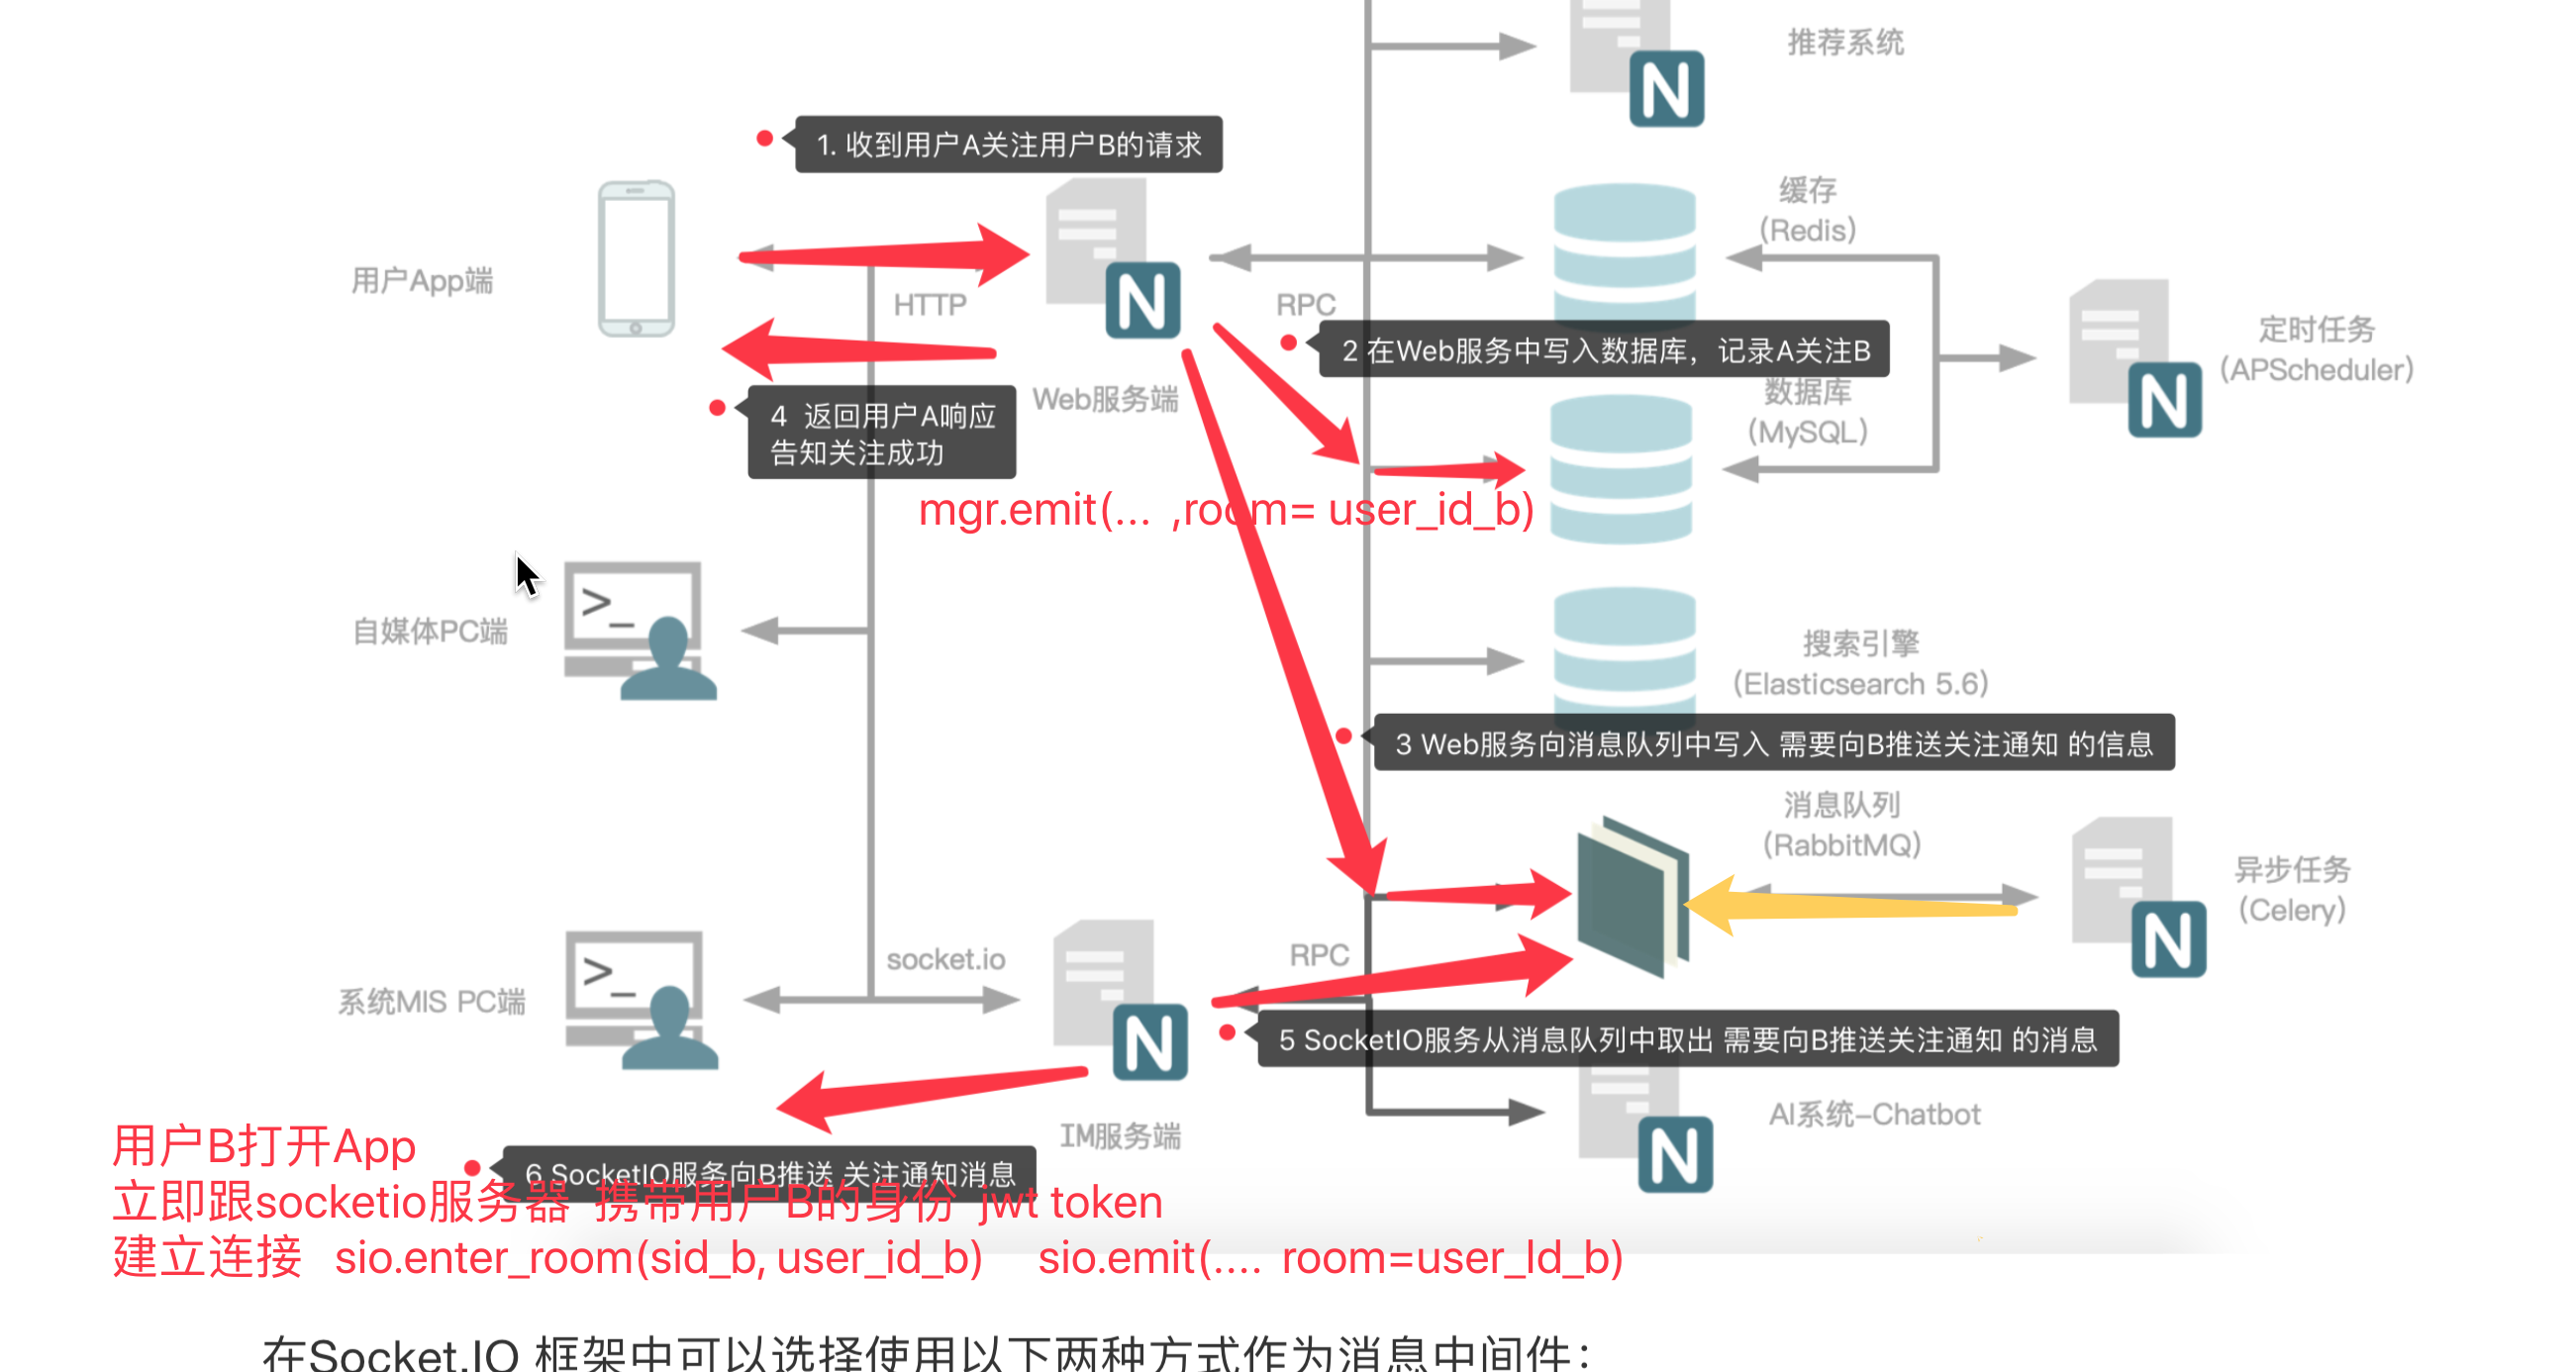 推荐系统
1. 收到用户A关注用户B的请求
缓存
(Redis)
用户App端
HTTP
RPC
2 在Web服务中写入数据库，记录A关注B
定时任务
(APScheduler)
Web服务端
数据库
(MySQL)
4 返回用户A响应
告知关注成功
mgr.emit(... ,room= user_id_b)
自媒体PC端
搜索引擎
(Elasticsearch 5.6)
3 Web服务向消息队列中写入 需要向B推送关注通知 的信息
消息队列
(RabbitMQ)
异步任务
(Celery)
socket.io
RPC
系统MIS PC端
5 SocketIO服务从消息队列中取出 需要向B推送关注通知 的消息
IM服务端
AI系统-Chatbot
6 SocketIO服务向B推送 关注通知消息
用户B打开App
立即跟socketio服务器 携带用户B的身份 jwt token
建立连接 sio.enter_room(sid_b, user_id_b) sio.emit(.... room=user_Id_b)
在Socket.IO 框架中可以选择使用以下两种方式作为消息中间件：
N
N
N
N
N
N
>_
>_